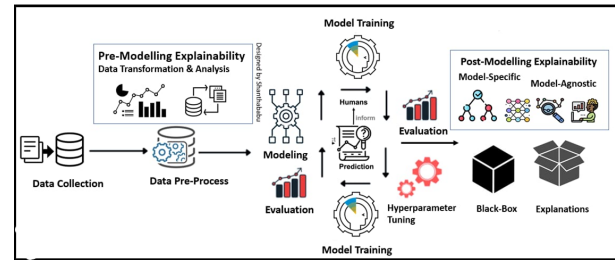 Model Training
Pre-Modelling Explainability
Data Transformation & Analysis
Designed by Shanthababu
Post-Modelling Explainability
Model-Specific
Model-Agnostic
Humans
Inform
Evaluation
Modeling
Prediction
Data Collection
Data Pre-Process
Evaluation
Hyperparameter
Tuning
Black-Box
Explanations
Model Training